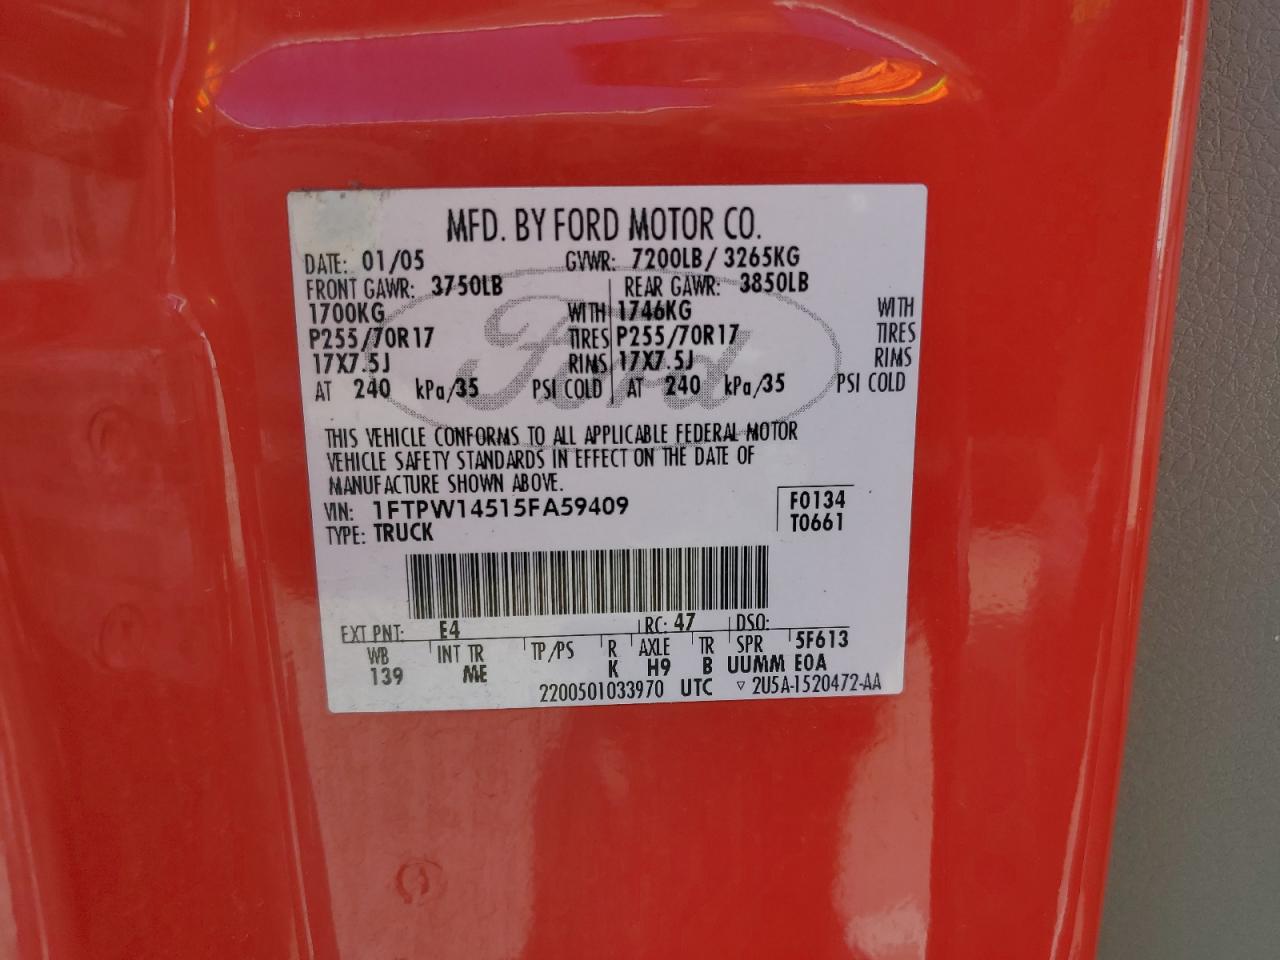 MFD. BY FORD MOTOR CO.
DATE: 01/05 GVWR: 7200LB/ 3265KG
FRONT GAWR: 3750LB REAR GAWR: 3850LB
1700KG WITH 1746KG WITH
P255/70R17 TIRES P255/70R17 TIRES
17X7.5J RIMS 17X7.5J RIMS
AT 240 kPa/35 PSI COLD AT 240 kPa/35 PSI COLD
Ford
THIS VEHICLE CONFORMS TO ALL APPLICABLE FEDERAL MOTOR
VEHICLE SAFETY STANDARDS IN EFFECT ON THE DATE OF
MANUFACTURE SHOWN ABOVE.
VIN: 1FTPW14515FA59409 F0134
TYPE: TRUCK T0661
EXT PNT: E4 RC: 47 DSO:
WB INT TR TP/PS R AXLE TR SPR 5F613
139 ME K H9 B UUMM EOA
2200501033970 UTC ▽ 2U5A-1520472-AA